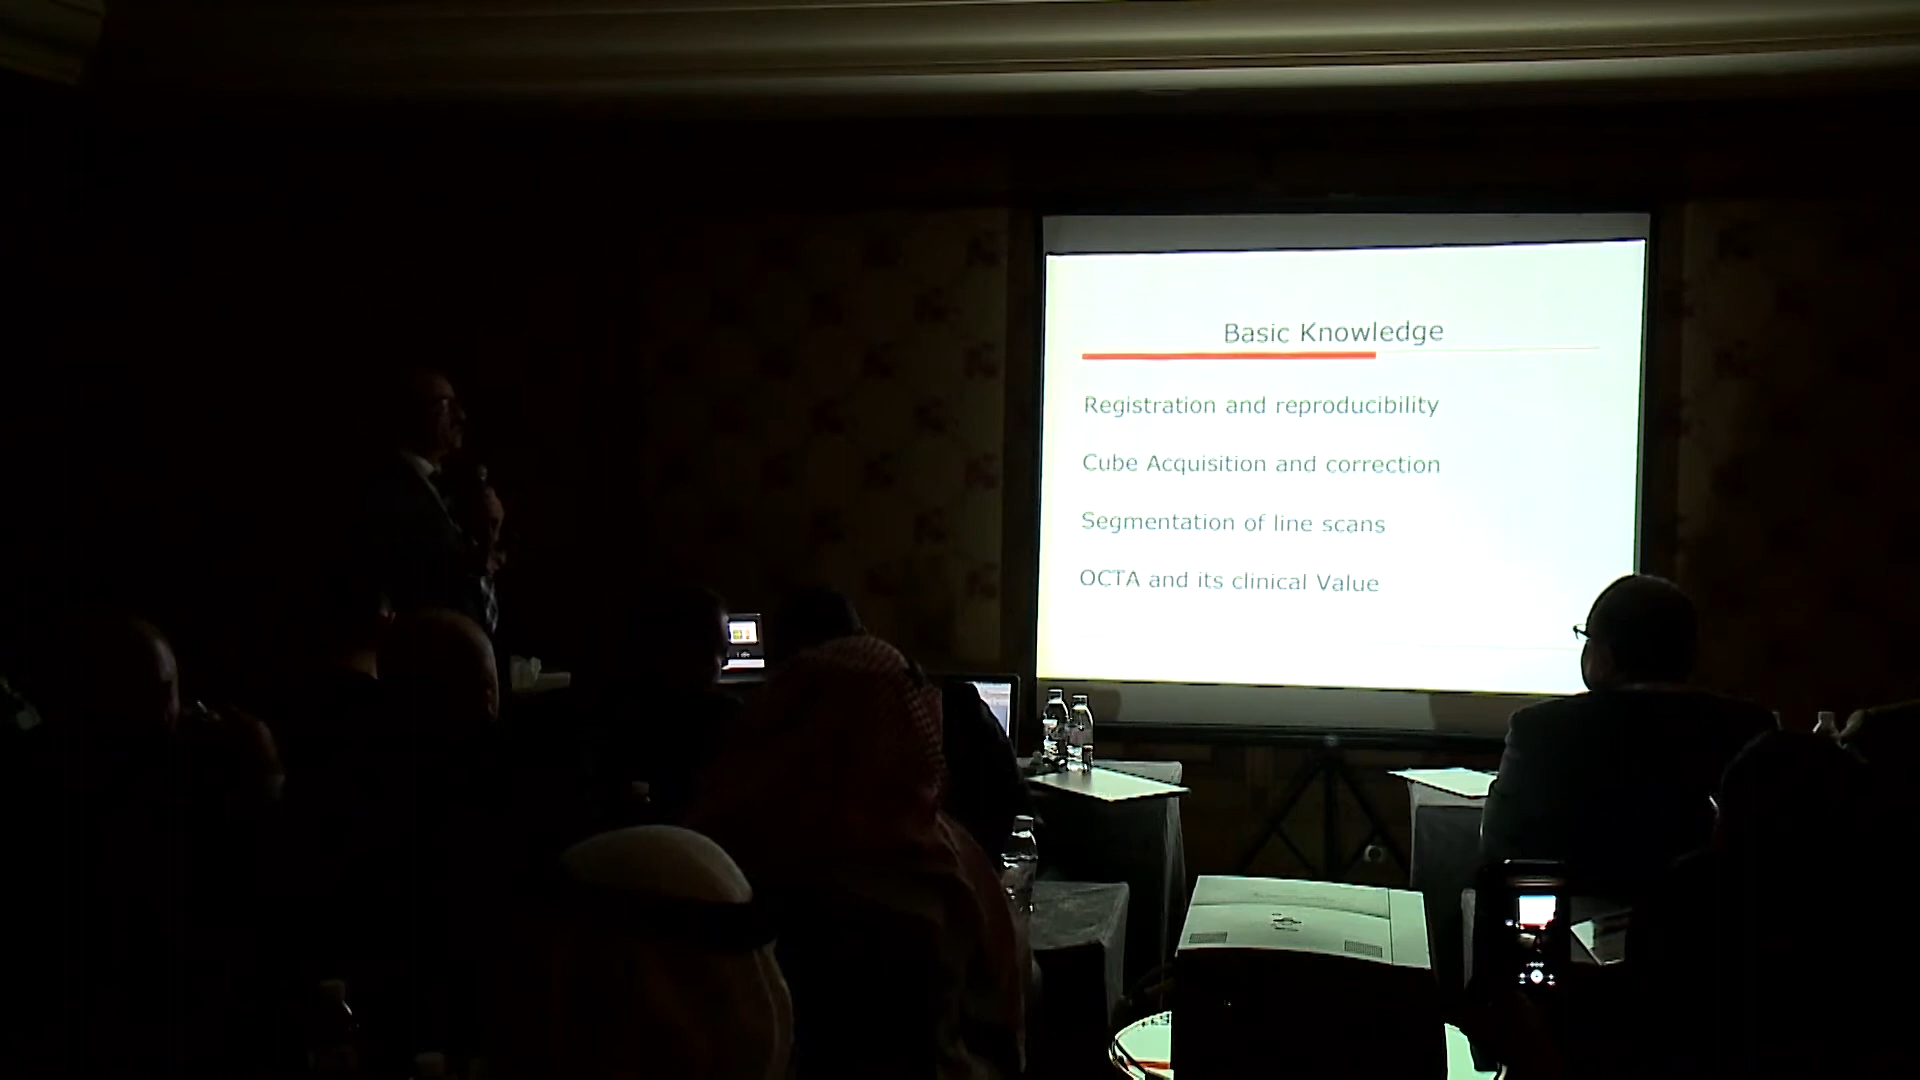 Basic Knowledge
Registration and reproducibility
Cube Acquisition and correction
Segmentation of line scans
OCTA and its clinical Value